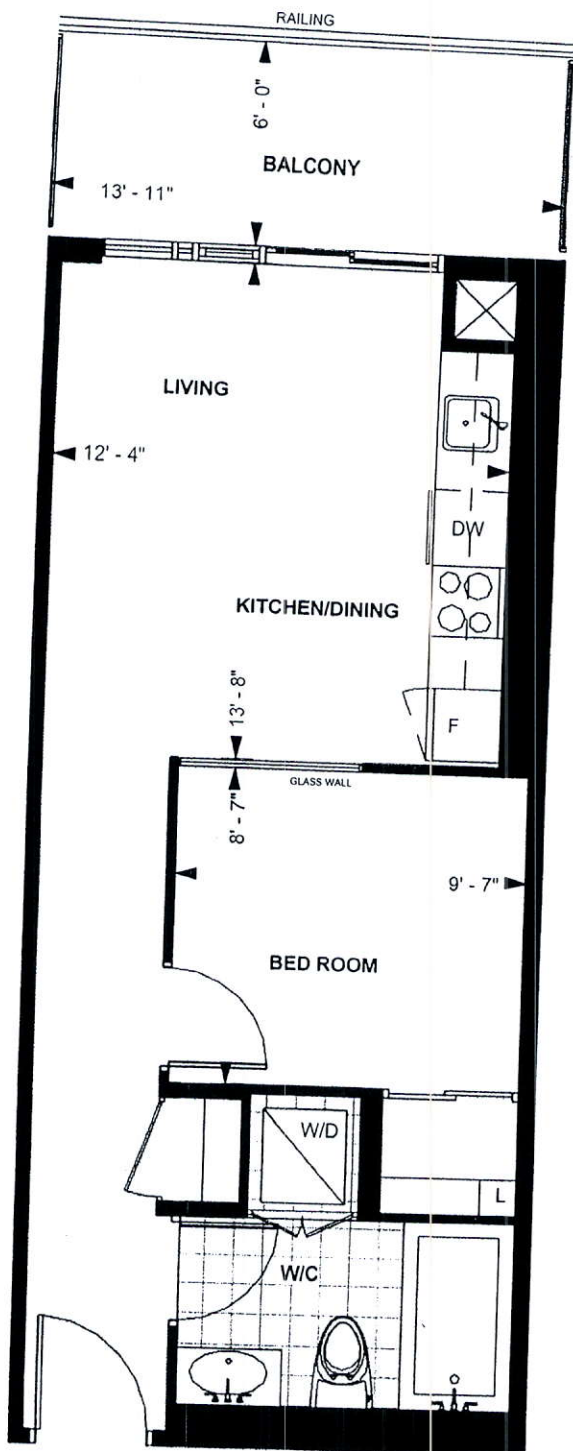 RAILING
6' - 0"
BALCONY
13' - 11"
LIVING
12' - 4"
DW
KITCHEN/DINING
13' - 8"
F
GLASS WALL
8' - 7"
9' - 7"
BED ROOM
W/D
L
W/C